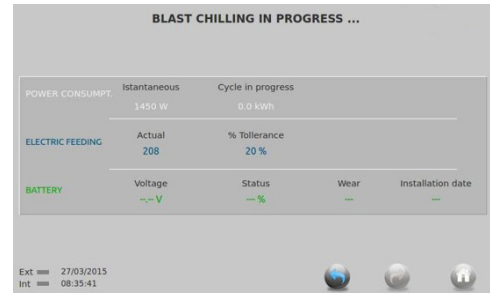 BLAST CHILLING IN PROGRESS ...
Istantaneous Cycle in progress
POWER CONSUMPT.
1450 W 0.0 kWh
Actual % Tollerance
ELECTRIC FEEDING
208 20 %
Voltage Status Wear Installation date
BATTERY
-.-- V --- % --- ---
Ext 27/03/2015
Int 08:35:41